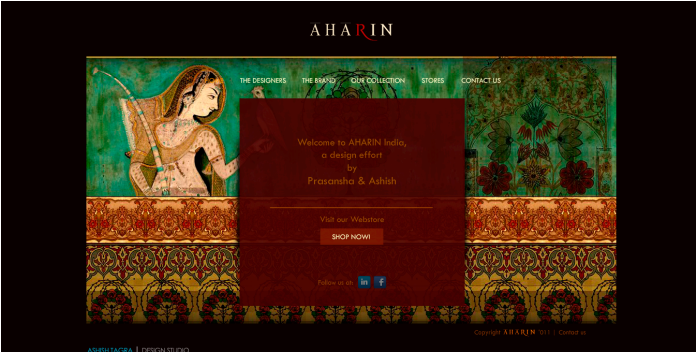 AHARIN
THE DESIGNERS THE BRAND OUR COLLECTION STORES CONTACT US
Welcome to AHARIN India,
a design effort
by
Prasansha & Ashish
Visit our Webstore
SHOP NOW!
Follow us on in f
Copyright AHARIN | Contact us
ASHISH TAGRA | DESIGN STUDIO